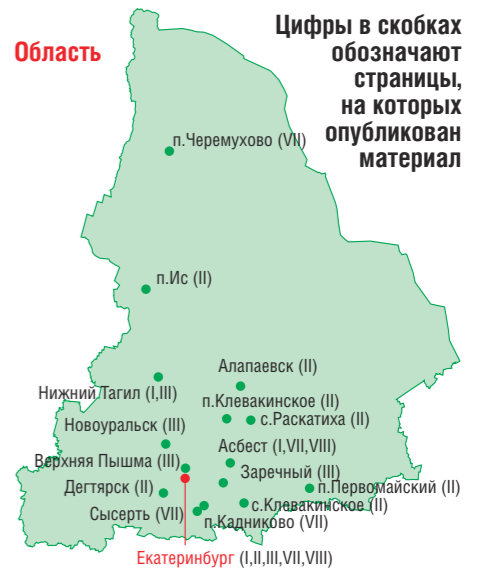 Область
Цифры в скобках
обозначают
страницы,
на которых
опубликован
материал
п.Черемухово (VII)
п.Ис (II)
Алапаевск (II)
Нижний Тагил (I,III)
п.Клевакинское (II)
с.Раскатиха (II)
Новоуральск (III)
Асбест (I,VII,VIII)
Верхняя Пышма (III)
Заречный (III)
Дегтярск (II)
п.Первомайский (II)
с.Клевакинское (II)
Сысерть (VII)
п.Кадниково (VII)
Екатеринбург (I,II,III,VII,VIII)